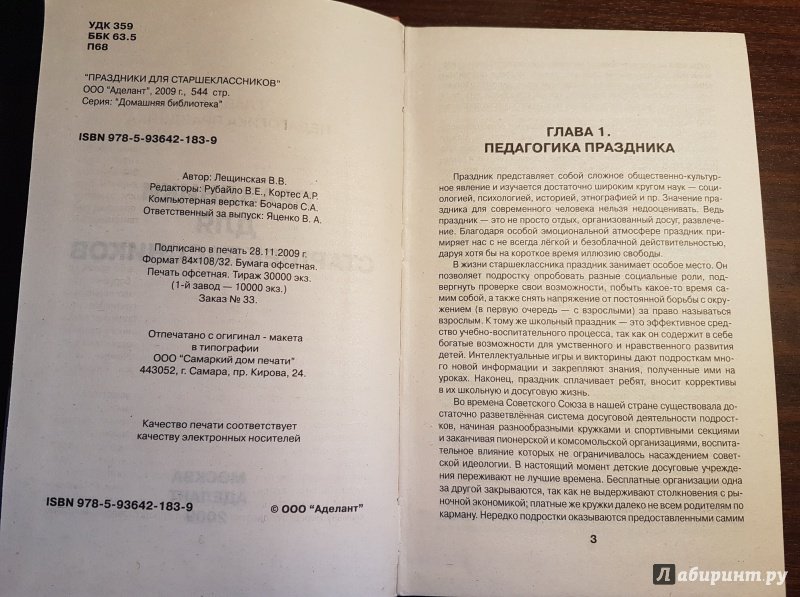 УДК 359
ББК 63.5
П68
"ПРАЗДНИКИ ДЛЯ СТАРШЕКЛАССНИКОВ"
ООО "Аделант", 2009 г., 544 стр.
Серия: "Домашняя библиотека"
ISBN 978-5-93642-183-9
Автор: Лещинская В.В.
Редакторы: Рубайло В.Е., Кортес А.Р.
Компьютерная верстка: Бочаров С.А.
Ответственный за выпуск: Яценко В. А.
Подписано в печать 28.11.2009 г.
Формат 84×108/32. Бумага офсетная.
Печать офсетная. Тираж 30000 экз.
(1-й завод — 10000 экз.)
Заказ № 33.
Отпечатано с огиринал - макета
в типографии
ООО "Самаркий дом печати"
443052, г. Самара, пр. Кирова, 24.
Качество печати соответствует
качеству электронных носителей
ISBN 978-5-93642-183-9
© ООО "Аделант"
ГЛАВА 1.
ПЕДАГОГИКА ПРАЗДНИКА
Праздник представляет собой сложное общественно-культур-
ное явление и изучается достаточно широким кругом наук — соци-
ологией, психологией, историей, этнографией и пр. Значение
праздника для современного человека нельзя недооценивать. Ведь
праздник — это не просто отдых, организованный досуг, развлече-
ние. Благодаря особой эмоциональной атмосфере праздник при-
миряет нас с не всегда лёгкой и безоблачной действительностью,
даруя хотя бы на короткое время иллюзию свободы.
В жизни старшеклассника праздник занимает особое место. Он
позволяет подростку опробовать разные социальные роли, под-
вергнуть проверке свои возможности, побыть какое-то время
самим собой, а также снять напряжение от постоянной борьбы с окру-
жением (в первую очередь — с взрослыми) за право называться
взрослым. К тому же школьный праздник — это эффективное сред-
ство учебно-воспитательного процесса, так как он содержит в себе
богатые возможности для умственного и нравственного развития
детей. Интеллектуальные игры и викторины дают подросткам мно-
го новой информации и закрепляют знания, полученные ими на
уроках. Наконец, праздник сплачивает ребят, вносит коррективы
в их школьную и досуговую жизнь.
Во времена Советского Союза в нашей стране существовала до-
статочно разветвлённая система досуговой деятельности подрост-
ков, начиная разнообразными кружками и спортивными секциями
и заканчивая пионерской и комсомольской организациями, воспита-
тельное влияние которых не ограничивалось насаждением совет-
ской идеологии. В настоящий момент детские досуговые учрежде-
ния переживают не лучшие времена. Бесплатные организации одна
за другой закрываются, так как не выдерживают столкновения с ры-
ночной экономикой; платные же кружки далеко не всем родителям по
карману. Нередко подростки оказываются предоставленными самим
3
Лабиринт.ру